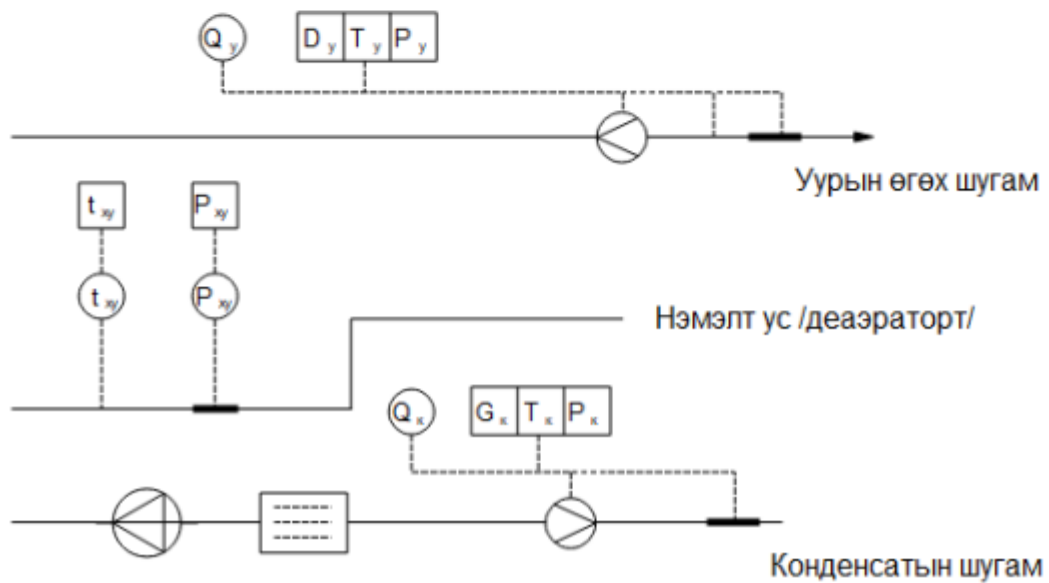 Q у D у T у P у
Уурын өгөх шугам
t ху P ху
t ху P ху
Нэмэлт ус /деаэраторт/
Q к G к T к P к
Конденсатын шугам